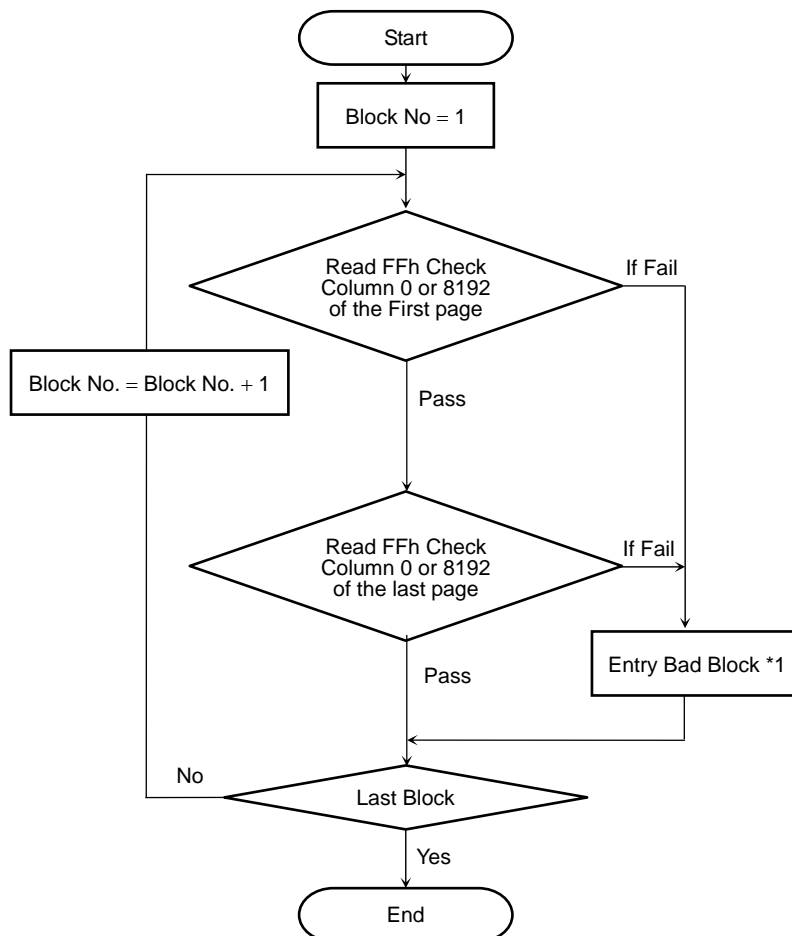 Start
Block No = 1
Read FFh Check
Column 0 or 8192
of the First page
If Fail
Block No. = Block No. + 1
Pass
Read FFh Check
Column 0 or 8192
of the last page
If Fail
Entry Bad Block *1
Pass
No
Last Block
Yes
End